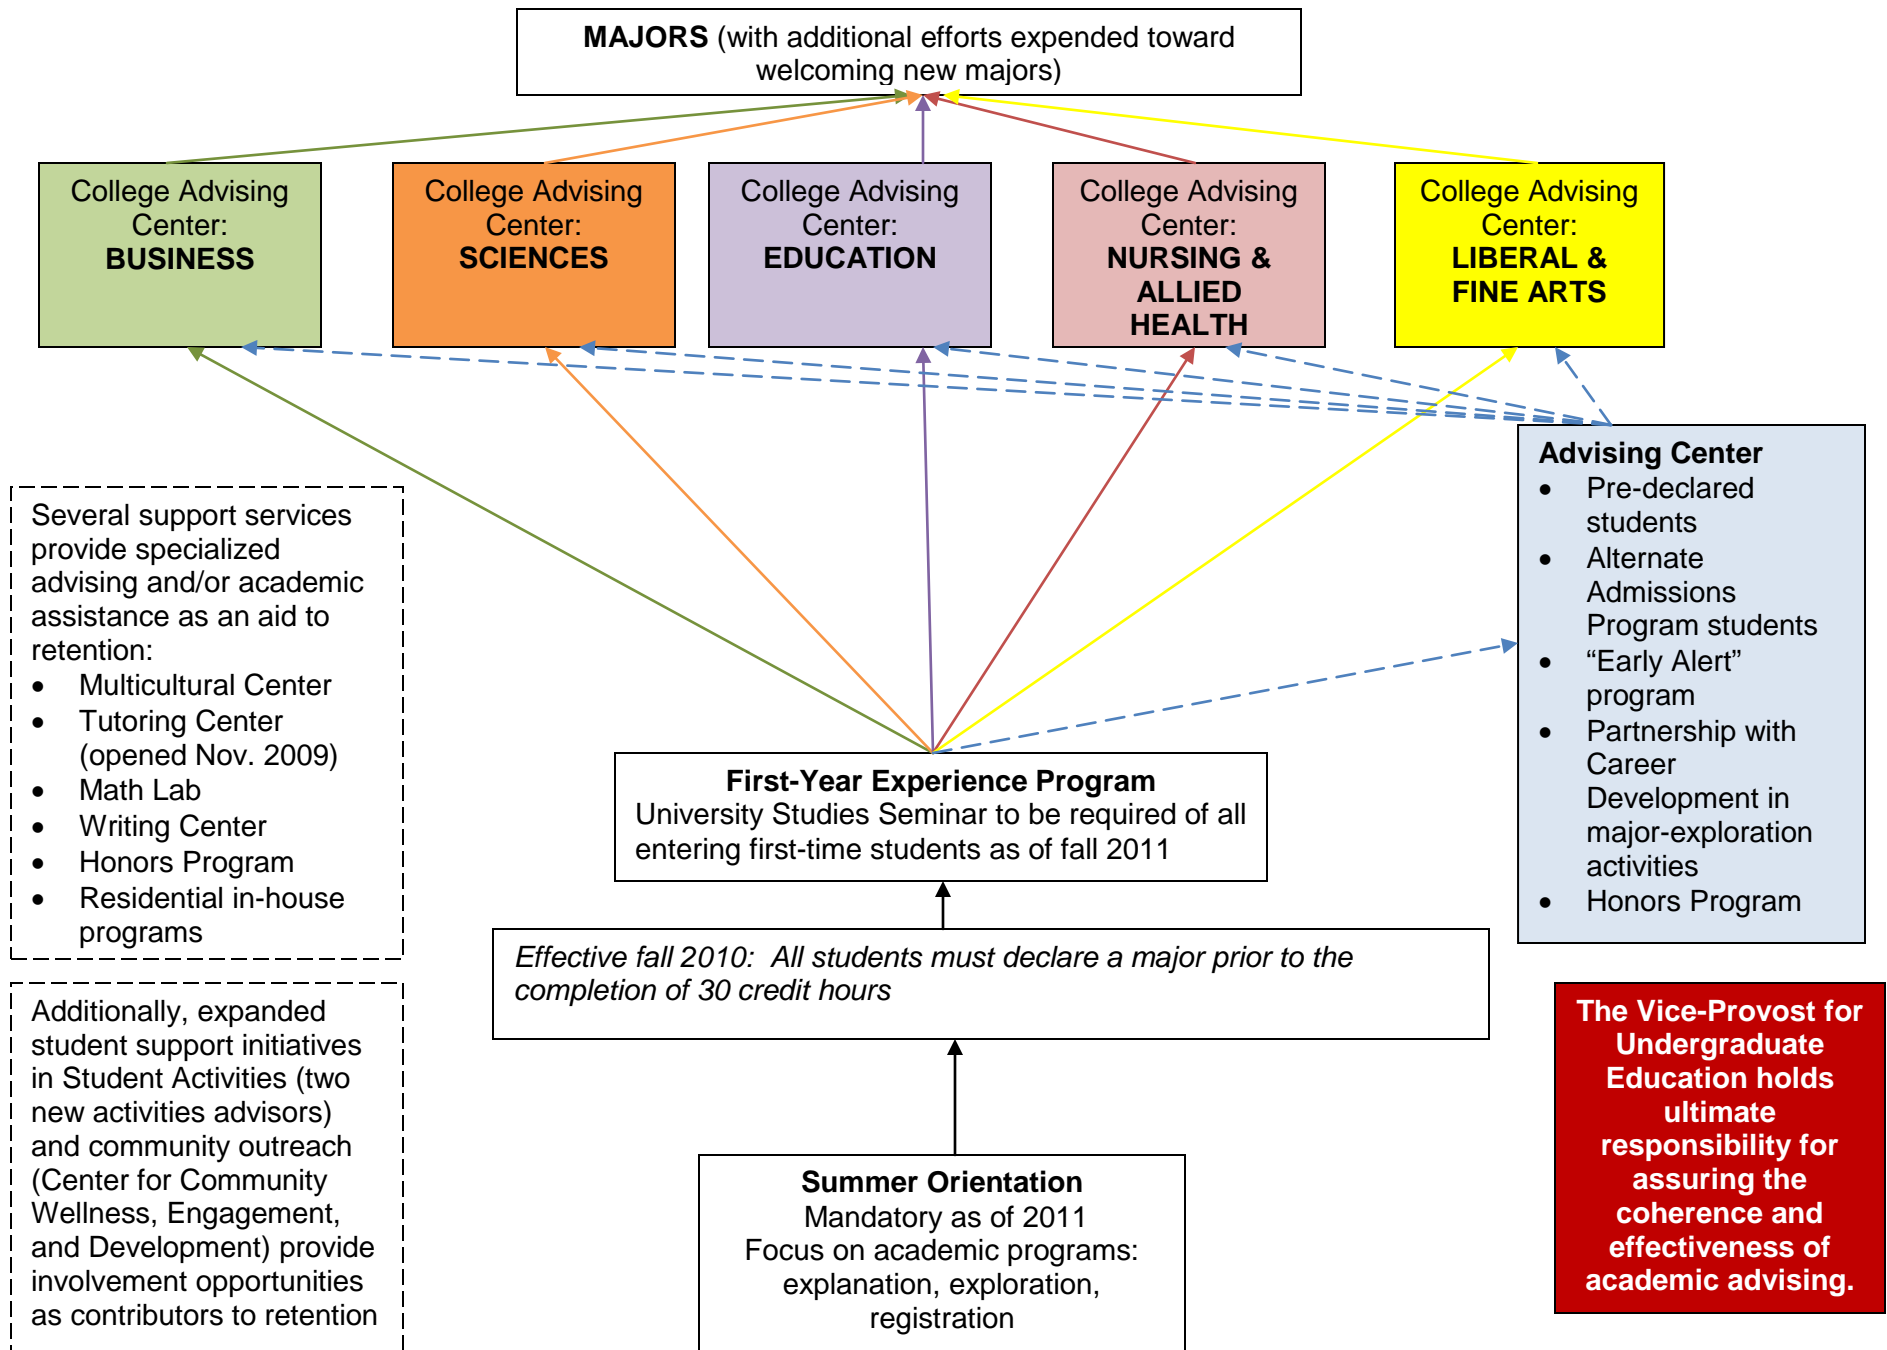 MAJORS (with additional efforts expended toward
welcoming new majors)
College Advising
Center:
BUSINESS
College Advising
Center:
SCIENCES
College Advising
Center:
EDUCATION
College Advising
Center:
NURSING &
ALLIED
HEALTH
College Advising
Center:
LIBERAL &
FINE ARTS
Several support services
provide specialized
advising and/or academic
assistance as an aid to
retention:
• Multicultural Center
• Tutoring Center
(opened Nov. 2009)
• Math Lab
• Writing Center
• Honors Program
• Residential in-house
programs
Advising Center
• Pre-declared
students
• Alternate
Admissions
Program students
• “Early Alert”
program
• Partnership with
Career
Development in
major-exploration
activities
• Honors Program
First-Year Experience Program
University Studies Seminar to be required of all
entering first-time students as of fall 2011
Effective fall 2010:  All students must declare a major prior to the
completion of 30 credit hours
Additionally, expanded
student support initiatives
in Student Activities (two
new activities advisors)
and community outreach
(Center for Community
Wellness, Engagement,
and Development) provide
involvement opportunities
as contributors to retention
Summer Orientation
Mandatory as of 2011
Focus on academic programs:
explanation, exploration,
registration
The Vice-Provost for
Undergraduate
Education holds
ultimate
responsibility for
assuring the
coherence and
effectiveness of
academic advising.